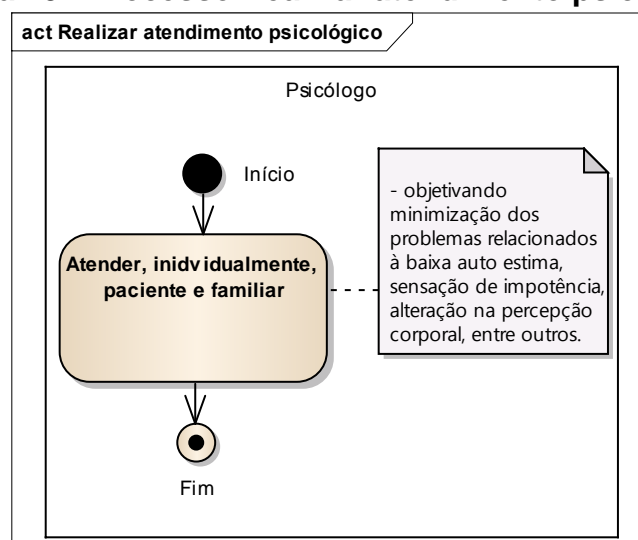 act Realizar atendimento psicológico
Psicólogo
Início
Atender, inidvidualmente,
paciente e familiar
- objetivando
minimização dos
problemas relacionados
à baixa auto estima,
sensação de impotência,
alteração na percepção
corporal, entre outros.
Fim